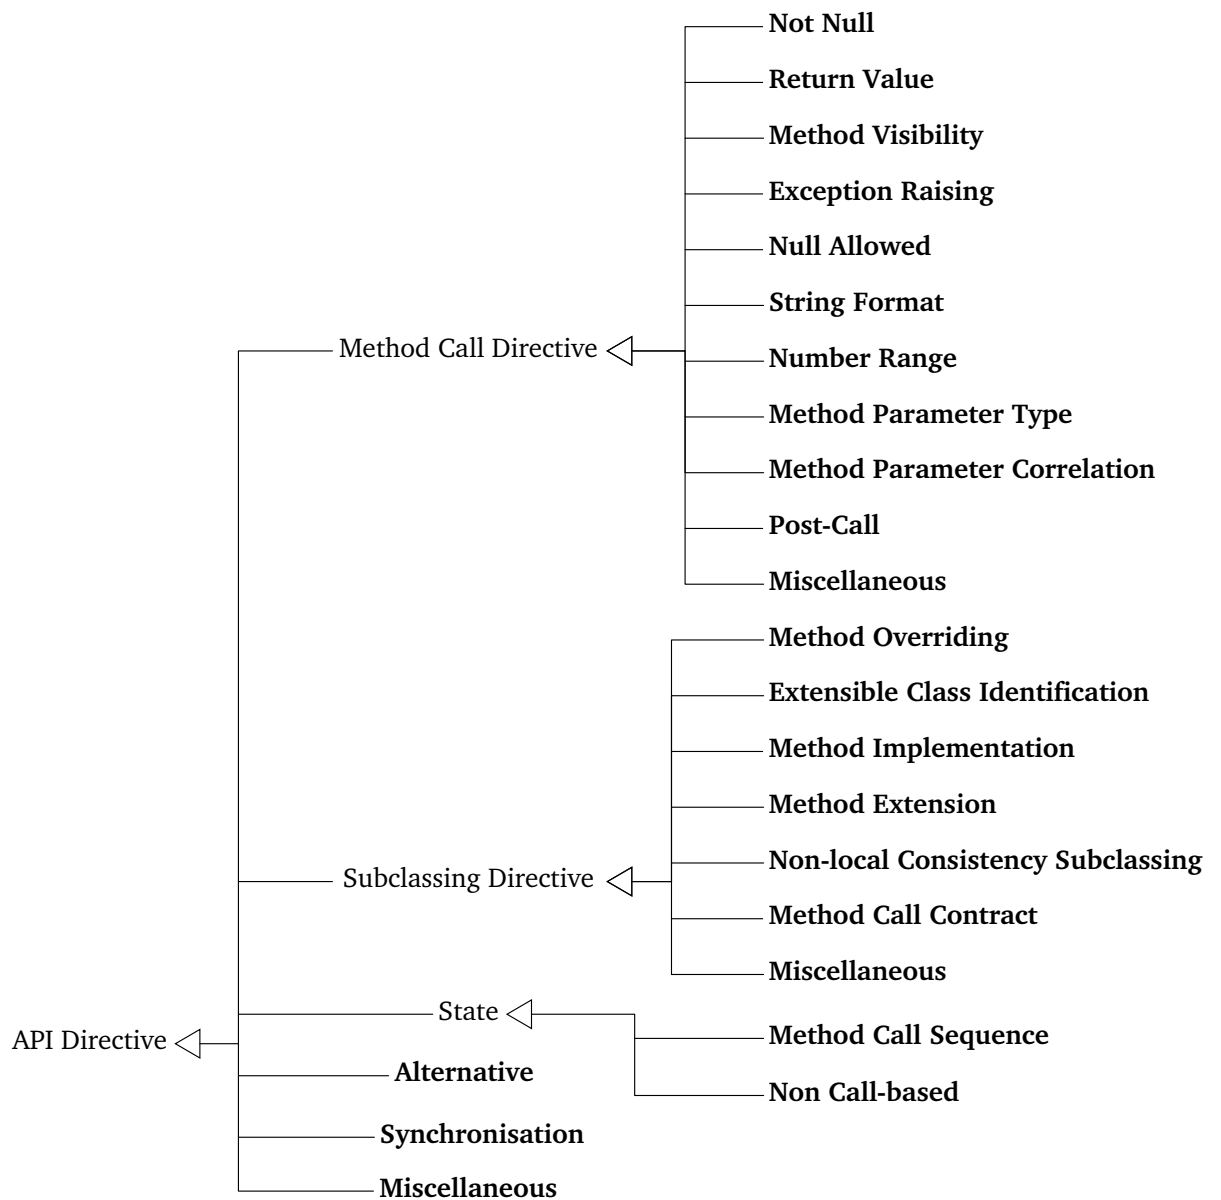 Not Null
Return Value
Method Visibility
Exception Raising
Null Allowed
String Format
Method Call Directive
Number Range
Method Parameter Type
Method Parameter Correlation
Post-Call
Miscellaneous
Method Overriding
Extensible Class Identification
Method Implementation
Method Extension
Non-local Consistency Subclassing
Subclassing Directive
Method Call Contract
Miscellaneous
State
Method Call Sequence
API Directive
Alternative
Non Call-based
Synchronisation
Miscellaneous